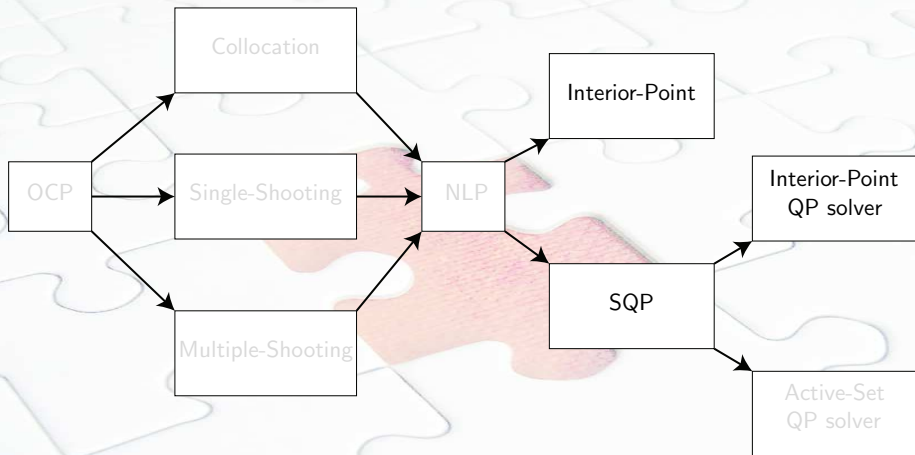 Collocation
Interior-Point
OCP
Single-Shooting
NLP
Interior-Point
QP solver
SQP
Multiple-Shooting
Active-Set
QP solver